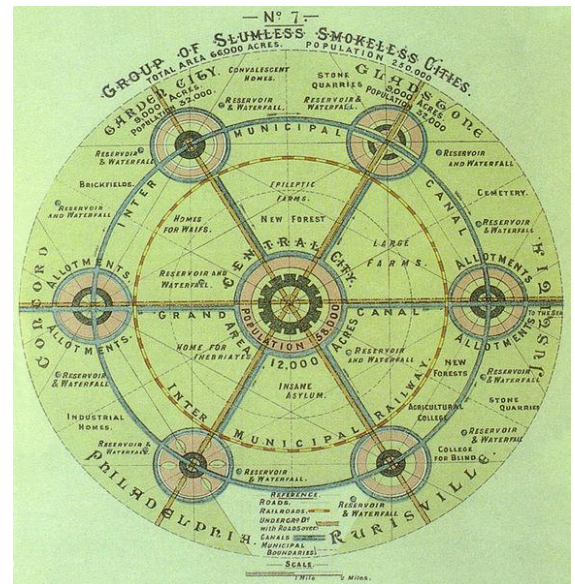 — Nº 7. —
GROUP OF SLUMLESS SMOKELESS CITIES.
TOTAL AREA 66,000 ACRES. POPULATION 250,000
GARDEN CITY.
9,000 ACRES
POPULATION 32,000.
CONVALESCENT
HOMES.
STONE
QUARRIES
GLADSTONE
9,000 ACRES.
POPULATION
32,000
RESERVOIR
& WATERFALL
RESERVOIR &
WATERFALL
INTER MUNICIPAL CANAL
RESERVOIR
& WATERFALL
RESERVOIR
AND WATERFALL
BRICKFIELDS.
EPILEPTIC
FARMS.
CEMETERY.
RESERVOIR
AND WATERFALL
HOMES
FOR WAIFS.
NEW FOREST
RESERVOIR &
WATERFALL
LARGE
FARMS.
CENTRAL CITY.
RESERVOIR AND
WATERFALL.
CONCORD
ALLOTMENTS
ALLOTMENTS
JUSTITIA
GRAND CANAL
TO THE SEA
AREA 12,000 ACRES
POPULATION 58,000
ALLOTMENTS.
ALLOTMENTS
HOME FOR
INEBRIATES
RESERVOIR
AND WATERFALL
INSANE
ASYLUM.
NEW
FORESTS
RESERVOIR
& WATERFALL
RESERVOIR &
WATERFALL
INTER MUNICIPAL RAILWAY.
AGRICULTURAL
COLLEGE
STONE
QUARRIES
INDUSTRIAL
HOMES.
RESERVOIR
& WATERFALL
RESERVOIR &
WATERFALL
COLLEGE
FOR BLIND.
RESERVOIR
& WATERFALL
PHILADELPHIA.
RURISVILLE
REFERENCE.
ROADS.
RAILROADS.
UNDERGRD Dº
WITH ROADS OVER
CANALS
MUNICIPAL
BOUNDARIES
RESERVOIR
& WATERFALL
— SCALE —
1 MILE 2 MILES.